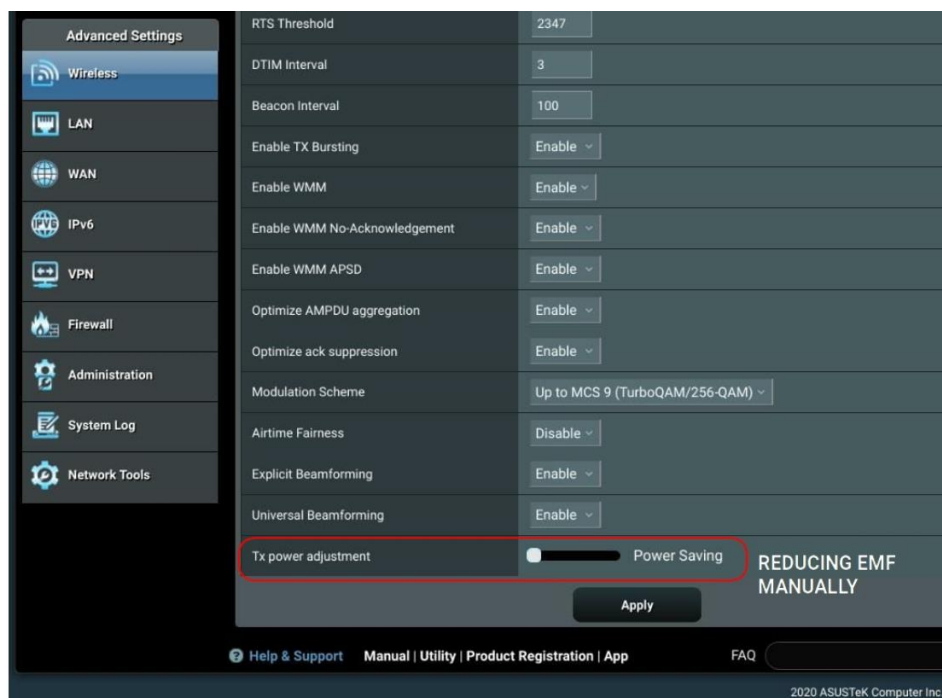 Advanced Settings
Wireless
LAN
WAN
IPv6
VPN
Firewall
Administration
System Log
Network Tools
RTS Threshold 2347
DTIM Interval 3
Beacon Interval 100
Enable TX Bursting Enable
Enable WMM Enable
Enable WMM No-Acknowledgement Enable
Enable WMM APSD Enable
Optimize AMPDU aggregation Enable
Optimize ack suppression Enable
Modulation Scheme Up to MCS 9 (TurboQAM/256-QAM)
Airtime Fairness Disable
Explicit Beamforming Enable
Universal Beamforming Enable
Tx power adjustment Power Saving
REDUCING EMF
MANUALLY
Apply
Help & Support Manual | Utility | Product Registration | App FAQ
2020 ASUSTeK Computer Inc